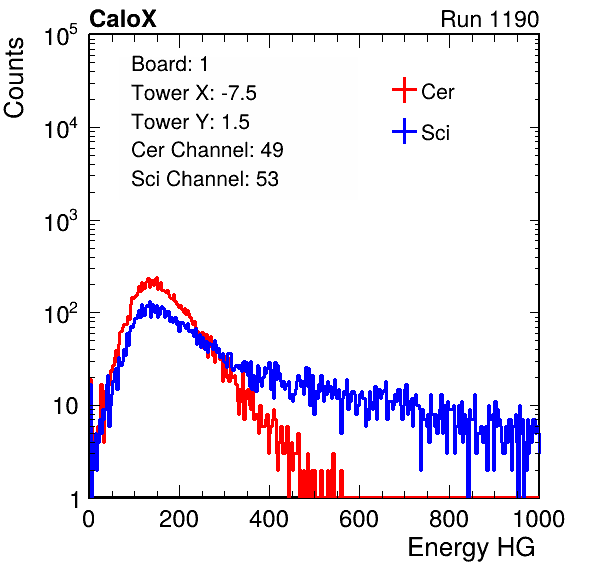 CaloX Run 1190
Counts
10^5
10^4
10^3
10^2
10
1
Board: 1
Tower X: -7.5
Tower Y: 1.5
Cer Channel: 49
Sci Channel: 53
Cer
Sci
0 200 400 600 800 1000
Energy HG